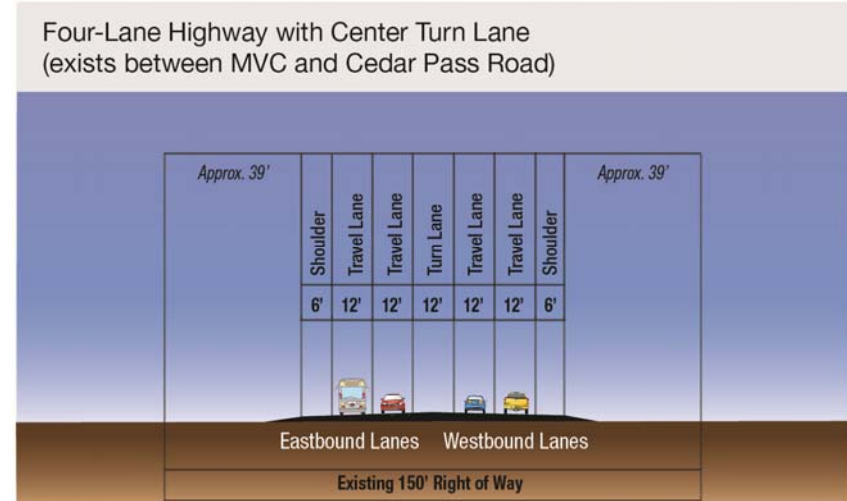 Four-Lane Highway with Center Turn Lane
(exists between MVC and Cedar Pass Road)
Approx. 39'
Shoulder
Travel Lane
Travel Lane
Turn Lane
Travel Lane
Travel Lane
Shoulder
Approx. 39'
6' 12' 12' 12' 12' 12' 6'
Eastbound Lanes Westbound Lanes
Existing 150' Right of Way